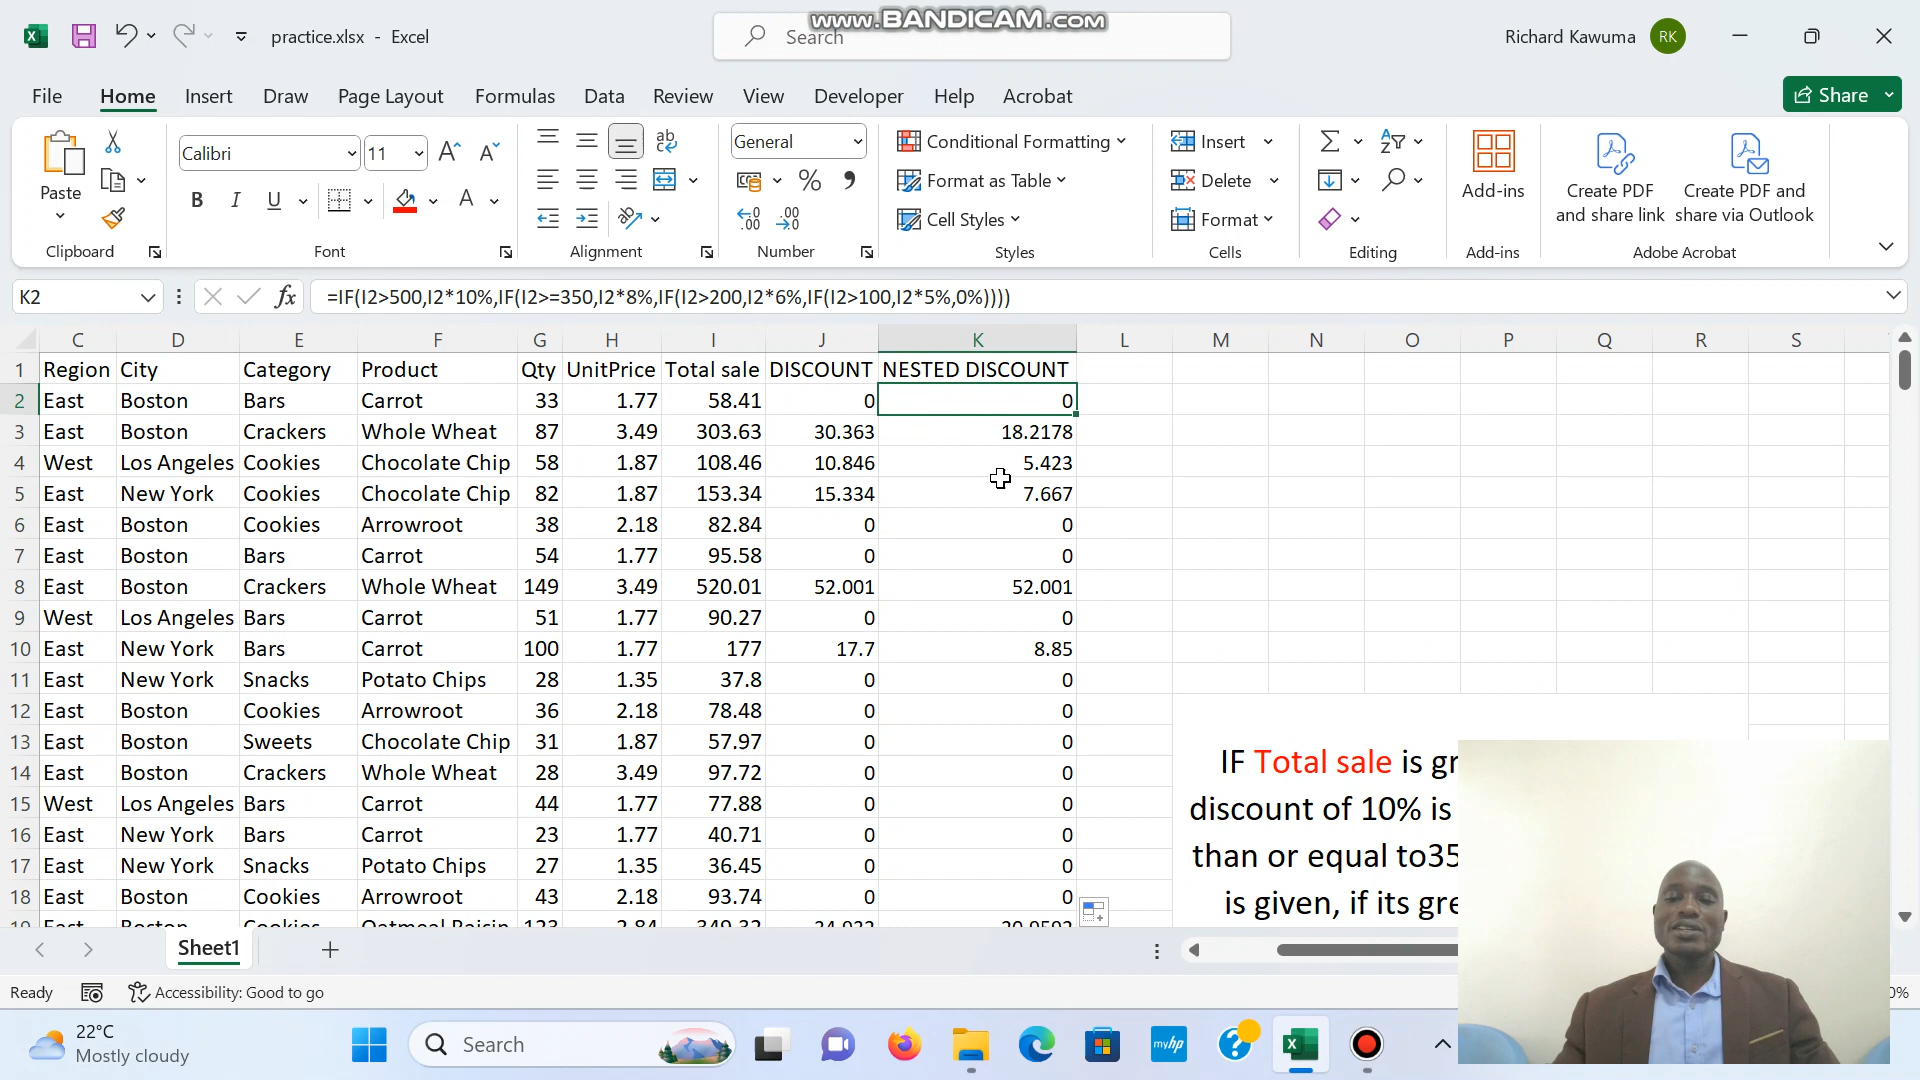 www.BANDICAM.com
practice.xlsx - Excel
Search
Richard Kawuma RK
File Home Insert Draw Page Layout Formulas Data Review View Developer Help Acrobat Share
Paste
Clipboard
Calibri 11
B I U A
Font
ab
Alignment
General
% 9
Number
Conditional Formatting
Format as Table
Cell Styles
Styles
Insert
Delete
Format
Cells
Editing
Add-ins
Add-ins
Create PDF and share link
Create PDF and share via Outlook
Adobe Acrobat
K2 fx =IF(I2>500,I2*10%,IF(I2>=350,I2*8%,IF(I2>200,I2*6%,IF(I2>100,I2*5%,0%))))
C D E F G H I J K L M N O P Q R S
1 Region City Category Product Qty UnitPrice Total sale DISCOUNT NESTED DISCOUNT
2 East Boston Bars Carrot 33 1.77 58.41 0 0
3 East Boston Crackers Whole Wheat 87 3.49 303.63 30.363 18.2178
4 West Los Angeles Cookies Chocolate Chip 58 1.87 108.46 10.846 5.423
5 East New York Cookies Chocolate Chip 82 1.87 153.34 15.334 7.667
6 East Boston Cookies Arrowroot 38 2.18 82.84 0 0
7 East Boston Bars Carrot 54 1.77 95.58 0 0
8 East Boston Crackers Whole Wheat 149 3.49 520.01 52.001 52.001
9 West Los Angeles Bars Carrot 51 1.77 90.27 0 0
10 East New York Bars Carrot 100 1.77 177 17.7 8.85
11 East New York Snacks Potato Chips 28 1.35 37.8 0 0
12 East Boston Cookies Arrowroot 36 2.18 78.48 0 0
13 East Boston Sweets Chocolate Chip 31 1.87 57.97 0 0
14 East Boston Crackers Whole Wheat 28 3.49 97.72 0 0
15 West Los Angeles Bars Carrot 44 1.77 77.88 0 0
16 East New York Bars Carrot 23 1.77 40.71 0 0
17 East New York Snacks Potato Chips 27 1.35 36.45 0 0
18 East Boston Cookies Arrowroot 43 2.18 93.74 0 0
IF Total sale is gr
discount of 10% is
than or equal to35
is given, if its gre
Sheet1
Ready
Accessibility: Good to go
0%
22°C
Mostly cloudy
Search
myhp